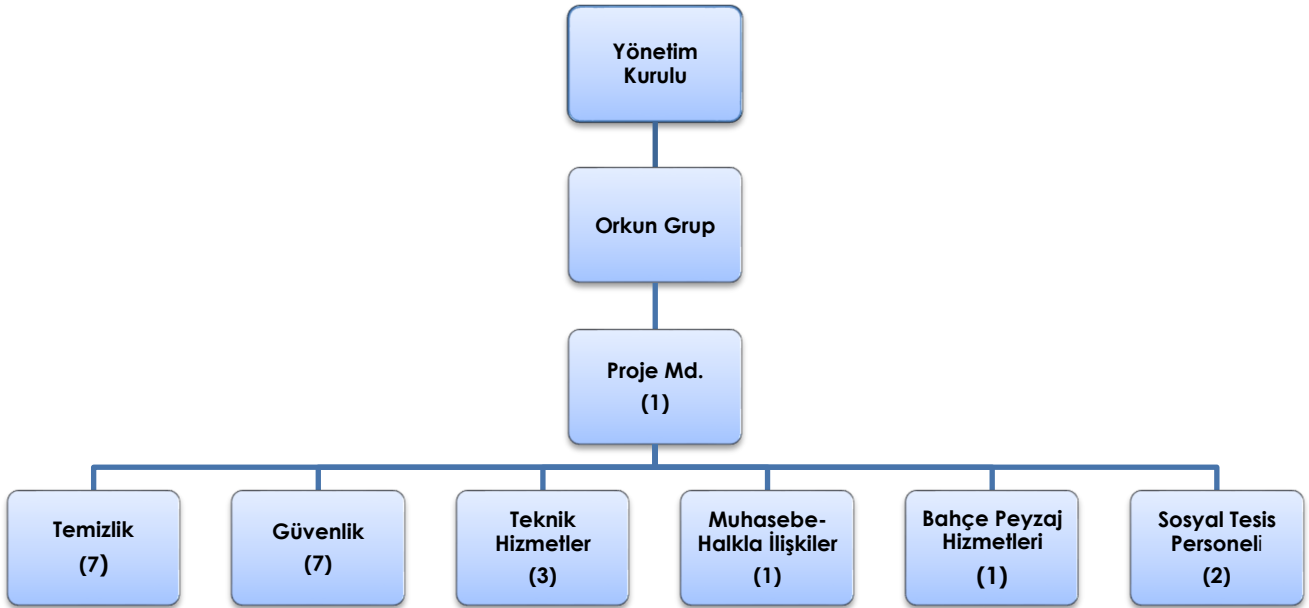 Yönetim
Kurulu
Orkun Grup
Proje Md.
(1)
Temizlik
(7)
Güvenlik
(7)
Teknik
Hizmetler
(3)
Muhasebe-
Halkla İlişkiler
(1)
Bahçe Peyzaj
Hizmetleri
(1)
Sosyal Tesis
Personeli
(2)